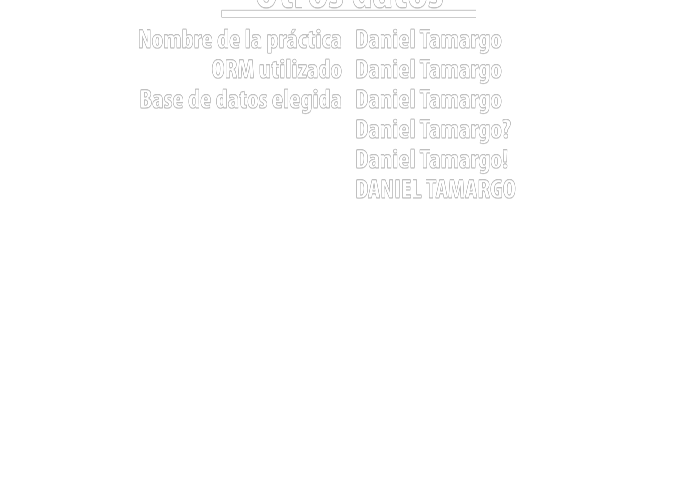 Otros datos
Nombre de la práctica Daniel Tamargo
ORM utilizado Daniel Tamargo
Base de datos elegida Daniel Tamargo
Daniel Tamargo?
Daniel Tamargo!
DANIEL TAMARGO